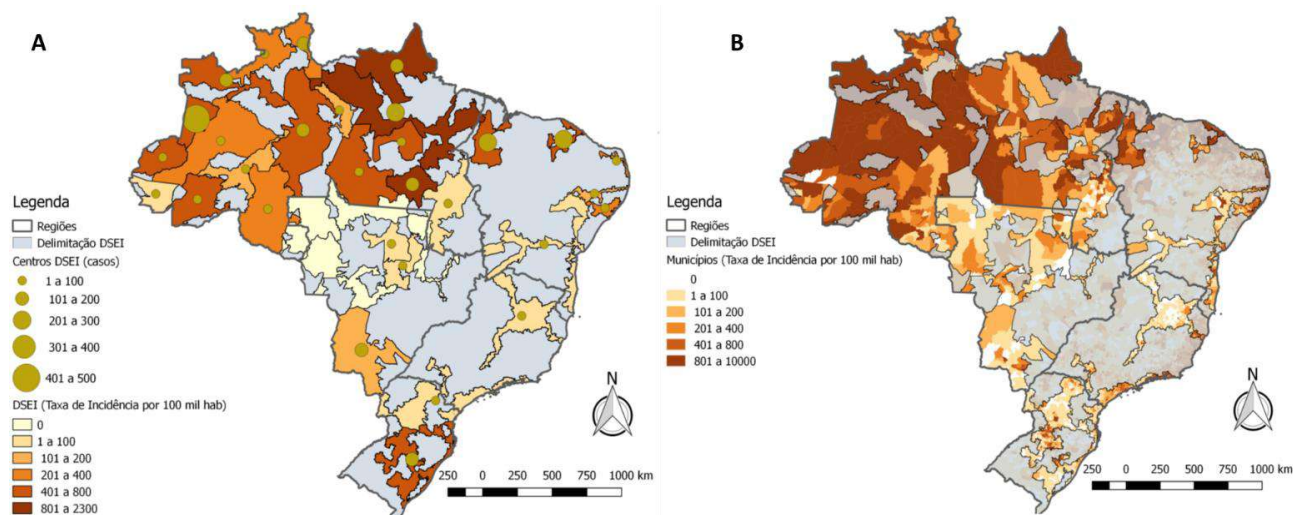 A
Legenda
Regiões
Delimitação DSEI
Centros DSEI (casos)
1 a 100
101 a 200
201 a 300
301 a 400
401 a 500
DSEI (Taxa de Incidência por 100 mil hab)
0
1 a 100
101 a 200
201 a 400
401 a 800
801 a 2300
N
250 0 250 500 750 1000 km
B
Legenda
Regiões
Delimitação DSEI
Municípios (Taxa de Incidência por 100 mil hab)
0
1 a 100
101 a 200
201 a 400
401 a 800
801 a 10000
N
250 0 250 500 750 1000 km